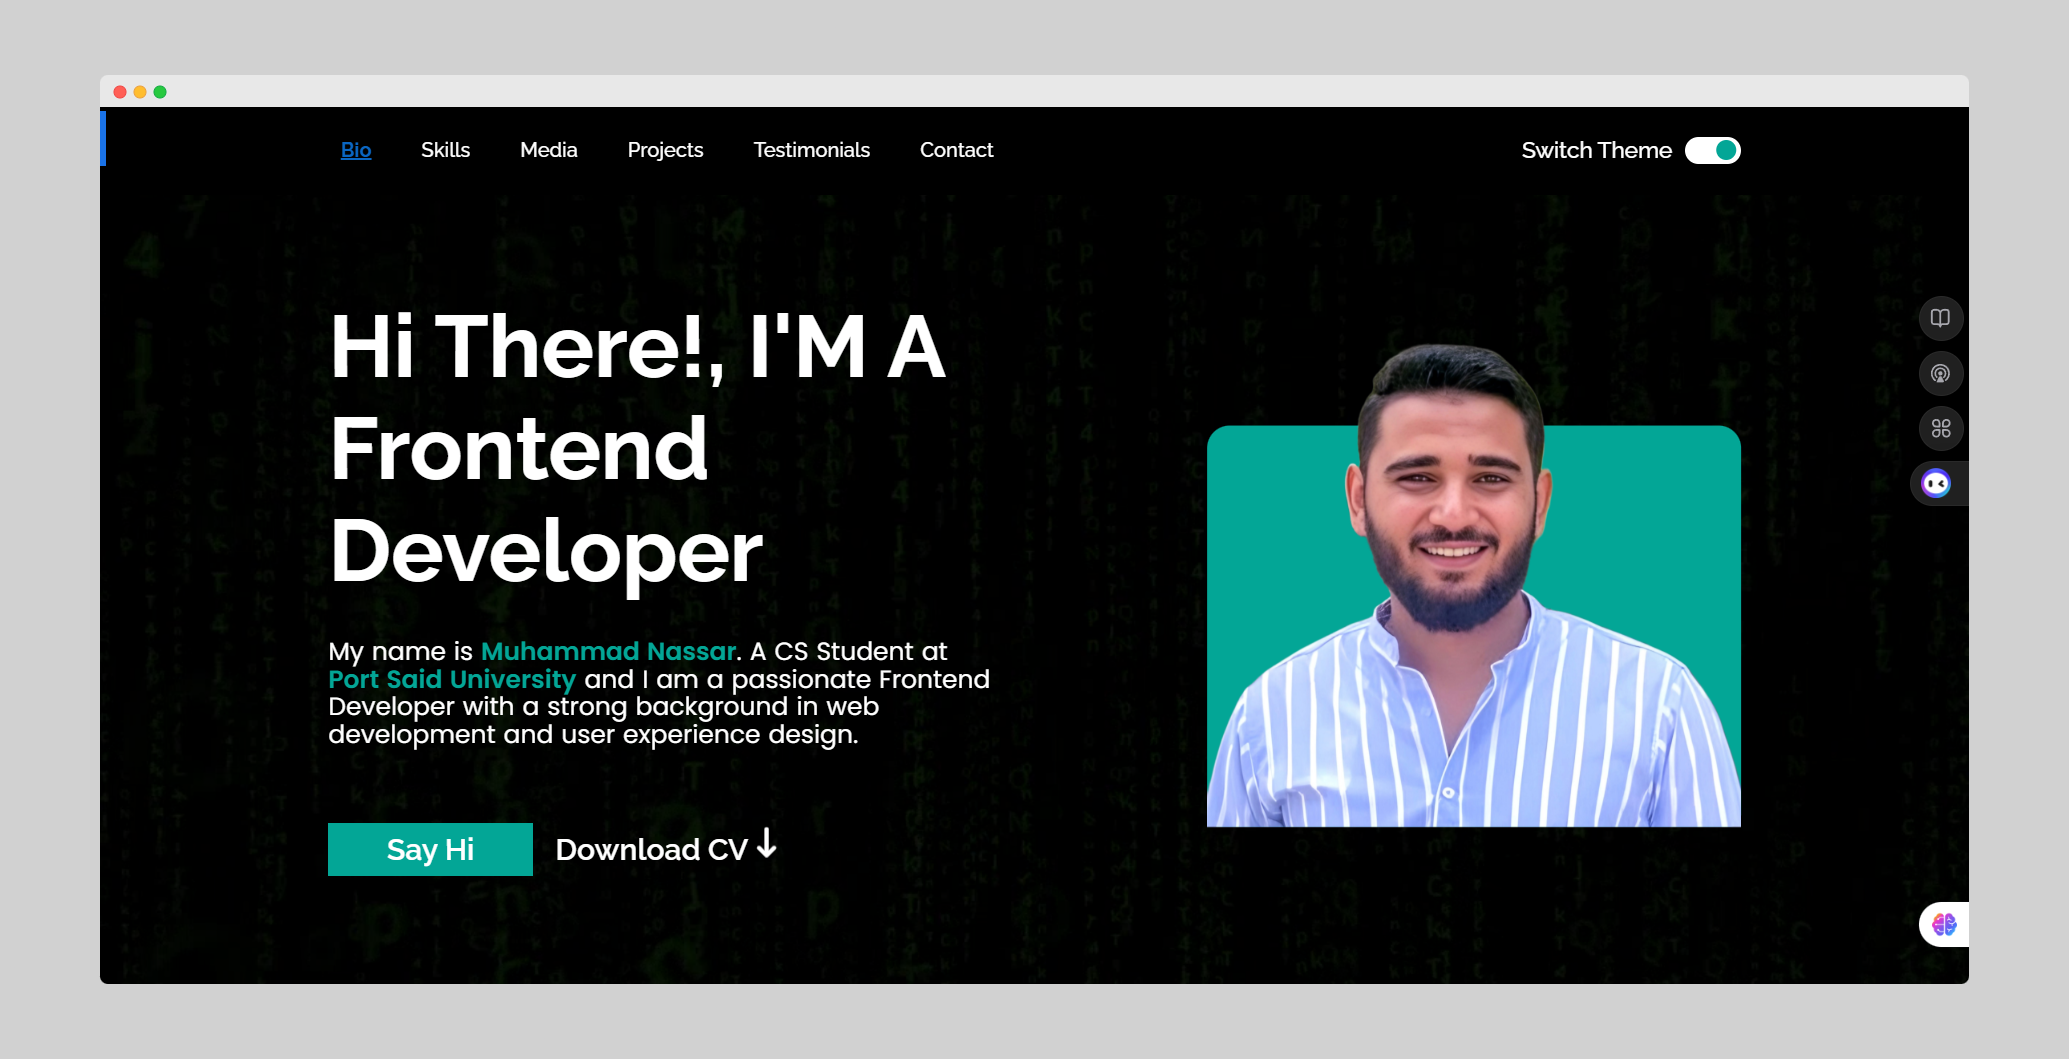 Bio Skills Media Projects Testimonials Contact Switch Theme
Hi There!, I'M A
Frontend
Developer
My name is Muhammad Nassar. A CS Student at
Port Said University and I am a passionate Frontend
Developer with a strong background in web
development and user experience design.
Say Hi Download CV